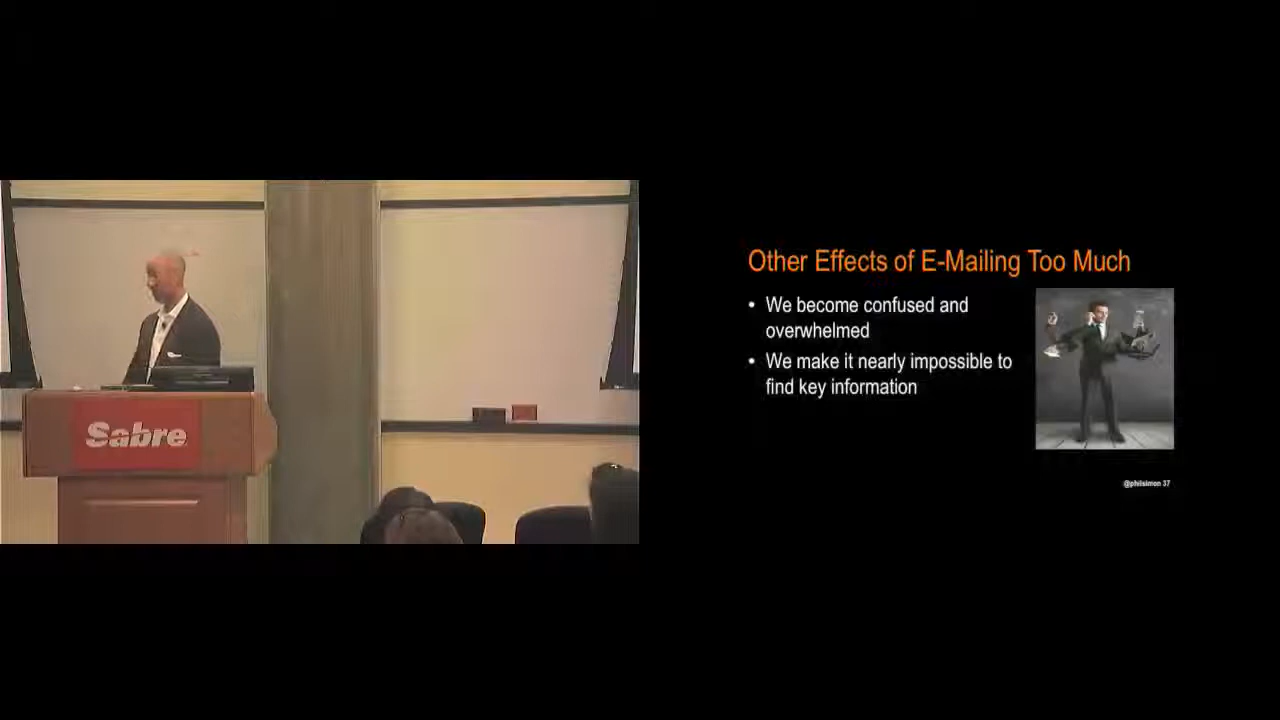 Sabre
Other Effects of E-Mailing Too Much
• We become confused and
overwhelmed
• We make it nearly impossible to
find key information
@philsimon 37